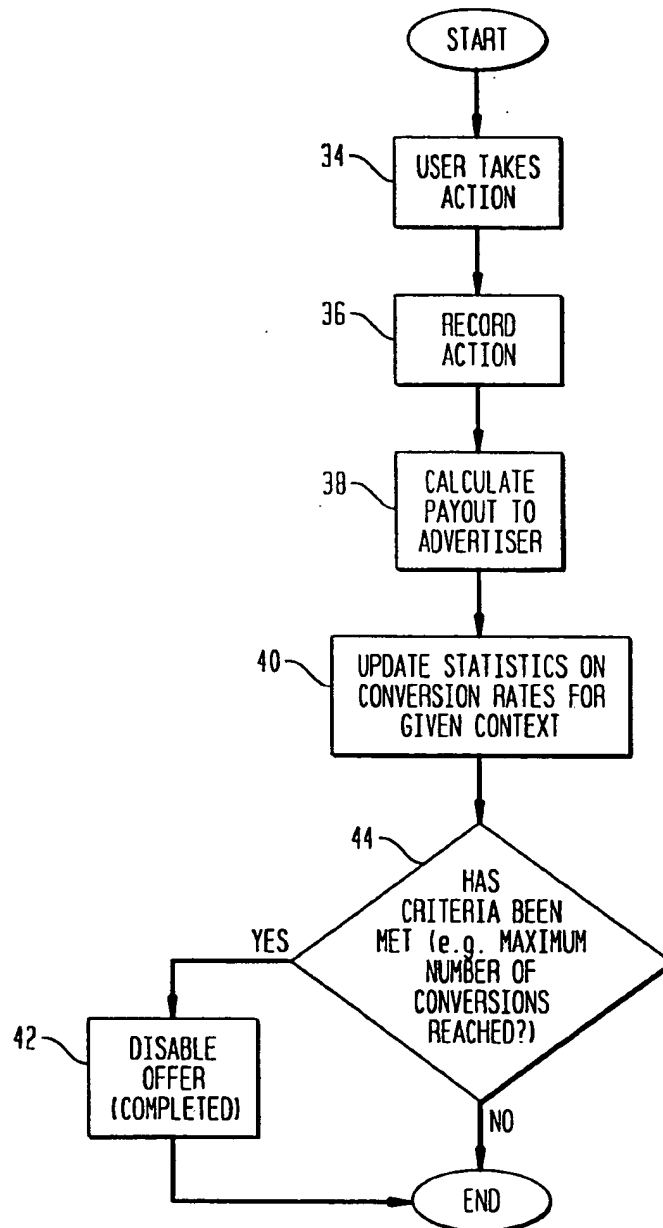 START
34
USER TAKES
ACTION
36
RECORD
ACTION
38
CALCULATE
PAYOUT TO
ADVERTISER
40
UPDATE STATISTICS ON
CONVERSION RATES FOR
GIVEN CONTEXT
44
HAS
CRITERIA BEEN
MET (e.g. MAXIMUM
NUMBER OF
CONVERSIONS
REACHED?)
YES
42
DISABLE
OFFER
(COMPLETED)
NO
END